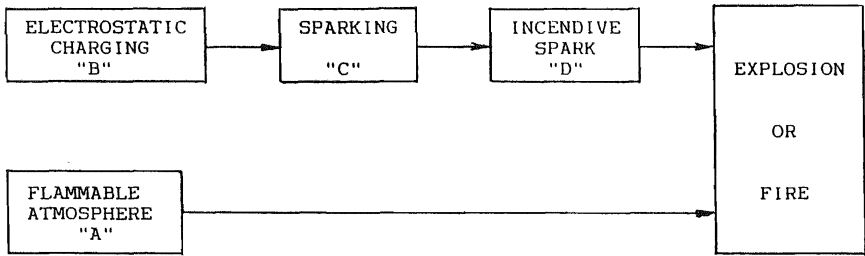 ELECTROSTATIC
CHARGING
"B"
SPARKING
"C"
INCENDIVE
SPARK
"D"
EXPLOSION
OR
FIRE
FLAMMABLE
ATMOSPHERE
"A"